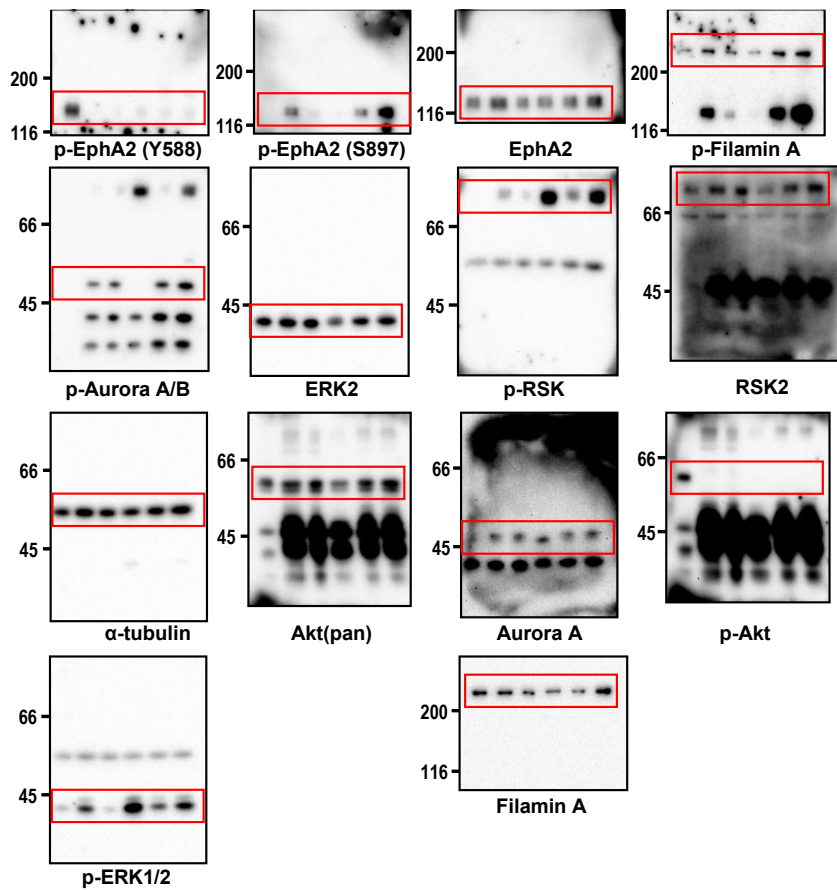 200
116
p-EphA2 (Y588)
200
116
p-EphA2 (S897)
200
116
EphA2
200
116
p-Filamin A
66
45
p-Aurora A/B
66
45
ERK2
66
45
p-RSK
66
45
RSK2
66
45
α-tubulin
66
45
Akt(pan)
66
45
Aurora A
66
45
p-Akt
66
45
p-ERK1/2
200
116
Filamin A